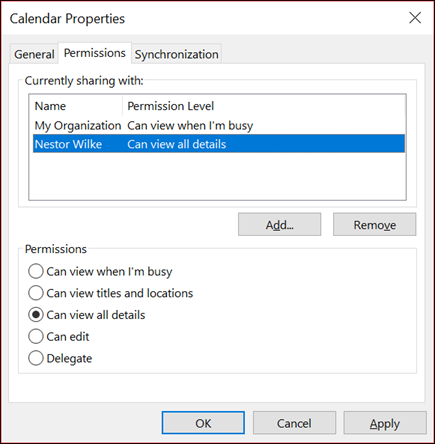 Calendar Properties
General Permissions Synchronization
Currently sharing with:
Name Permission Level
My Organization Can view when I'm busy
Nestor Wilke Can view all details
Add... Remove
Permissions
Can view when I'm busy
Can view titles and locations
Can view all details
Can edit
Delegate
OK Cancel Apply